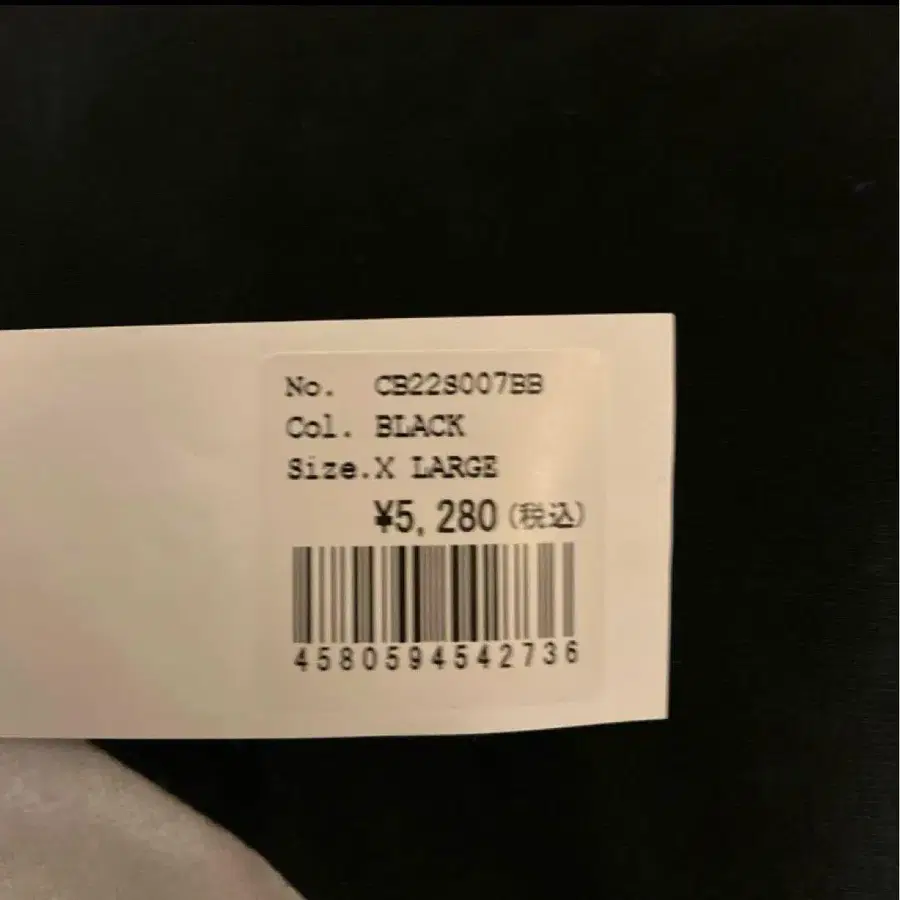 No. CB22S007BB
Col. BLACK
Size.X LARGE
¥5,280(税込)
4580594542736